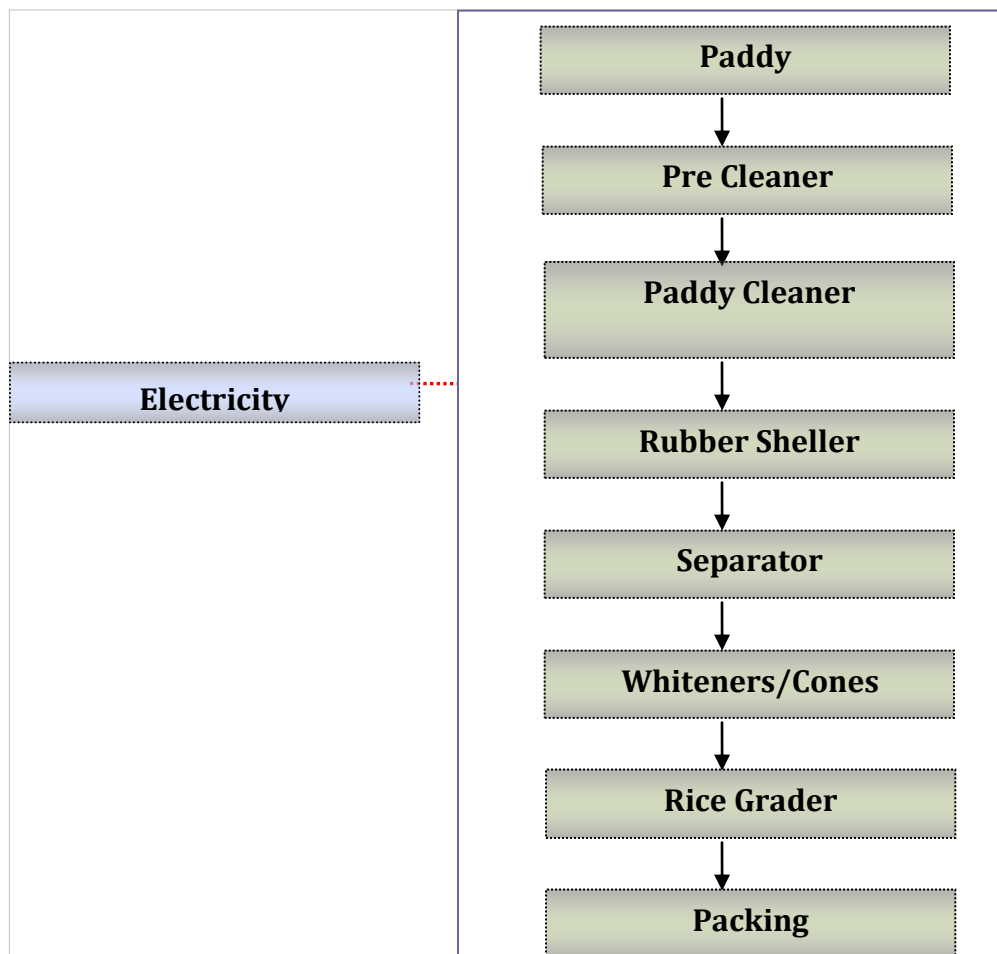 Paddy
Pre Cleaner
Paddy Cleaner
Electricity
Rubber Sheller
Separator
Whiteners/Cones
Rice Grader
Packing